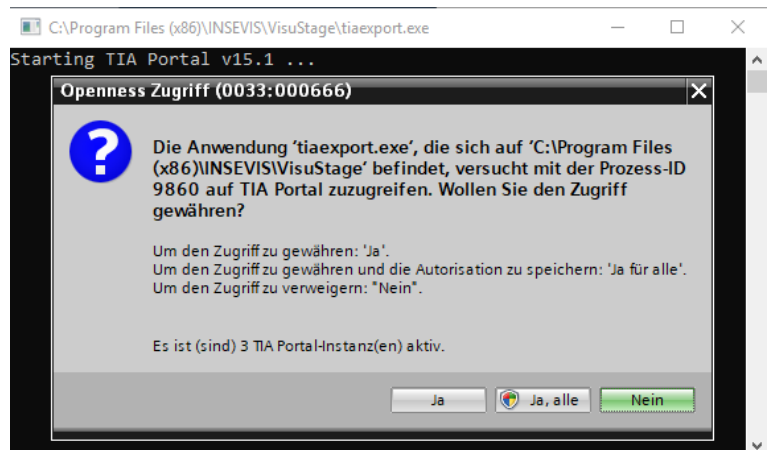 C:\Program Files (x86)\INSEVIS\VisuStage\tiaexport.exe
Starting TIA Portal v15.1 ...
Openness Zugriff (0033:000666)
Die Anwendung 'tiaexport.exe', die sich auf 'C:\Program Files
(x86)\INSEVIS\VisuStage' befindet, versucht mit der Prozess-ID
9860 auf TIA Portal zuzugreifen. Wollen Sie den Zugriff
gewähren?
Um den Zugriff zu gewähren: 'Ja'.
Um den Zugriff zu gewähren und die Autorisation zu speichern: 'Ja für alle'.
Um den Zugriff zu verweigern: "Nein".
Es ist (sind) 3 TIA Portal-Instanz(en) aktiv.
Ja
Ja, alle
Nein